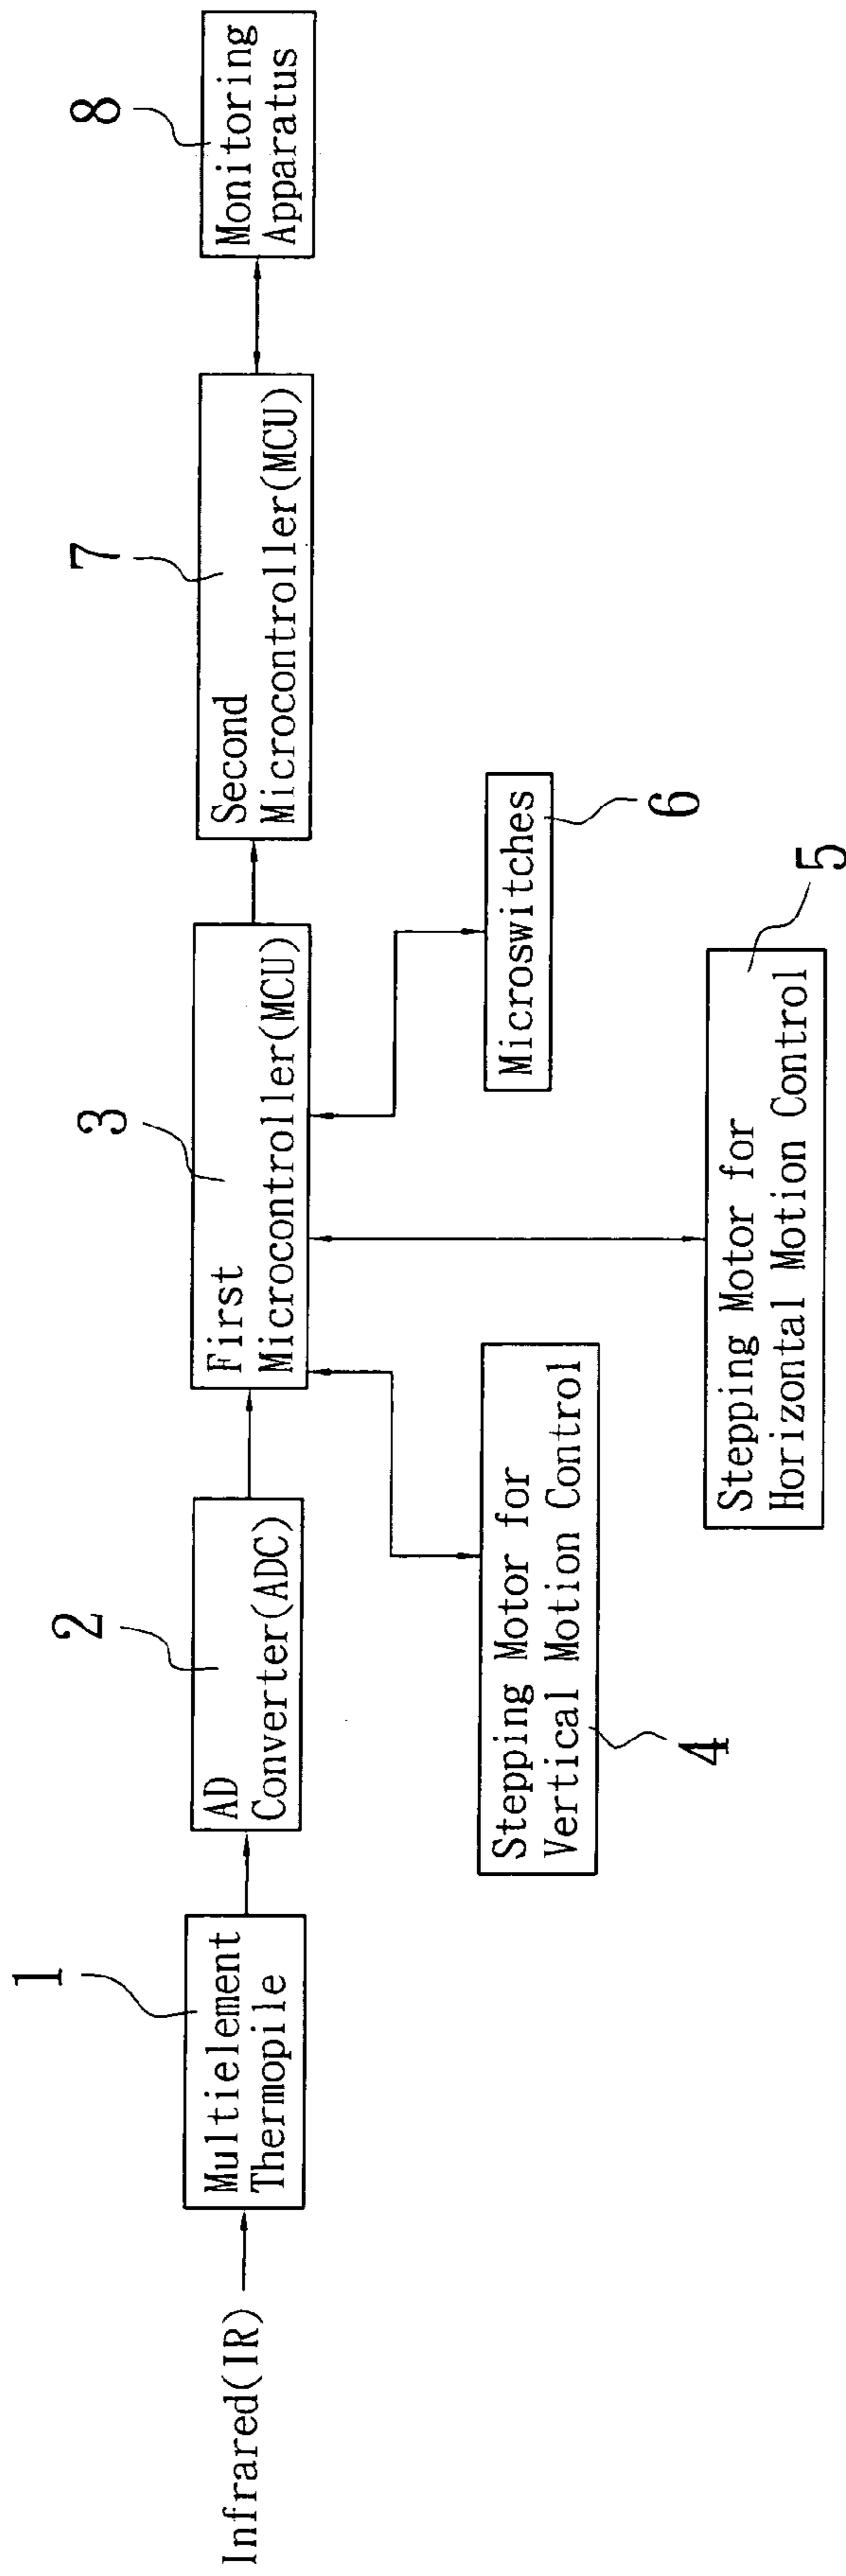 Infrared(IR)
1
Multielement
Thermopile
2
AD
Converter(ADC)
3
First
Microcontroller(MCU)
7
Second
Microcontroller(MCU)
8
Monitoring
Apparatus
Stepping Motor for
Vertical Motion Control
4
Stepping Motor for
Horizontal Motion Control
5
Microswitches
6